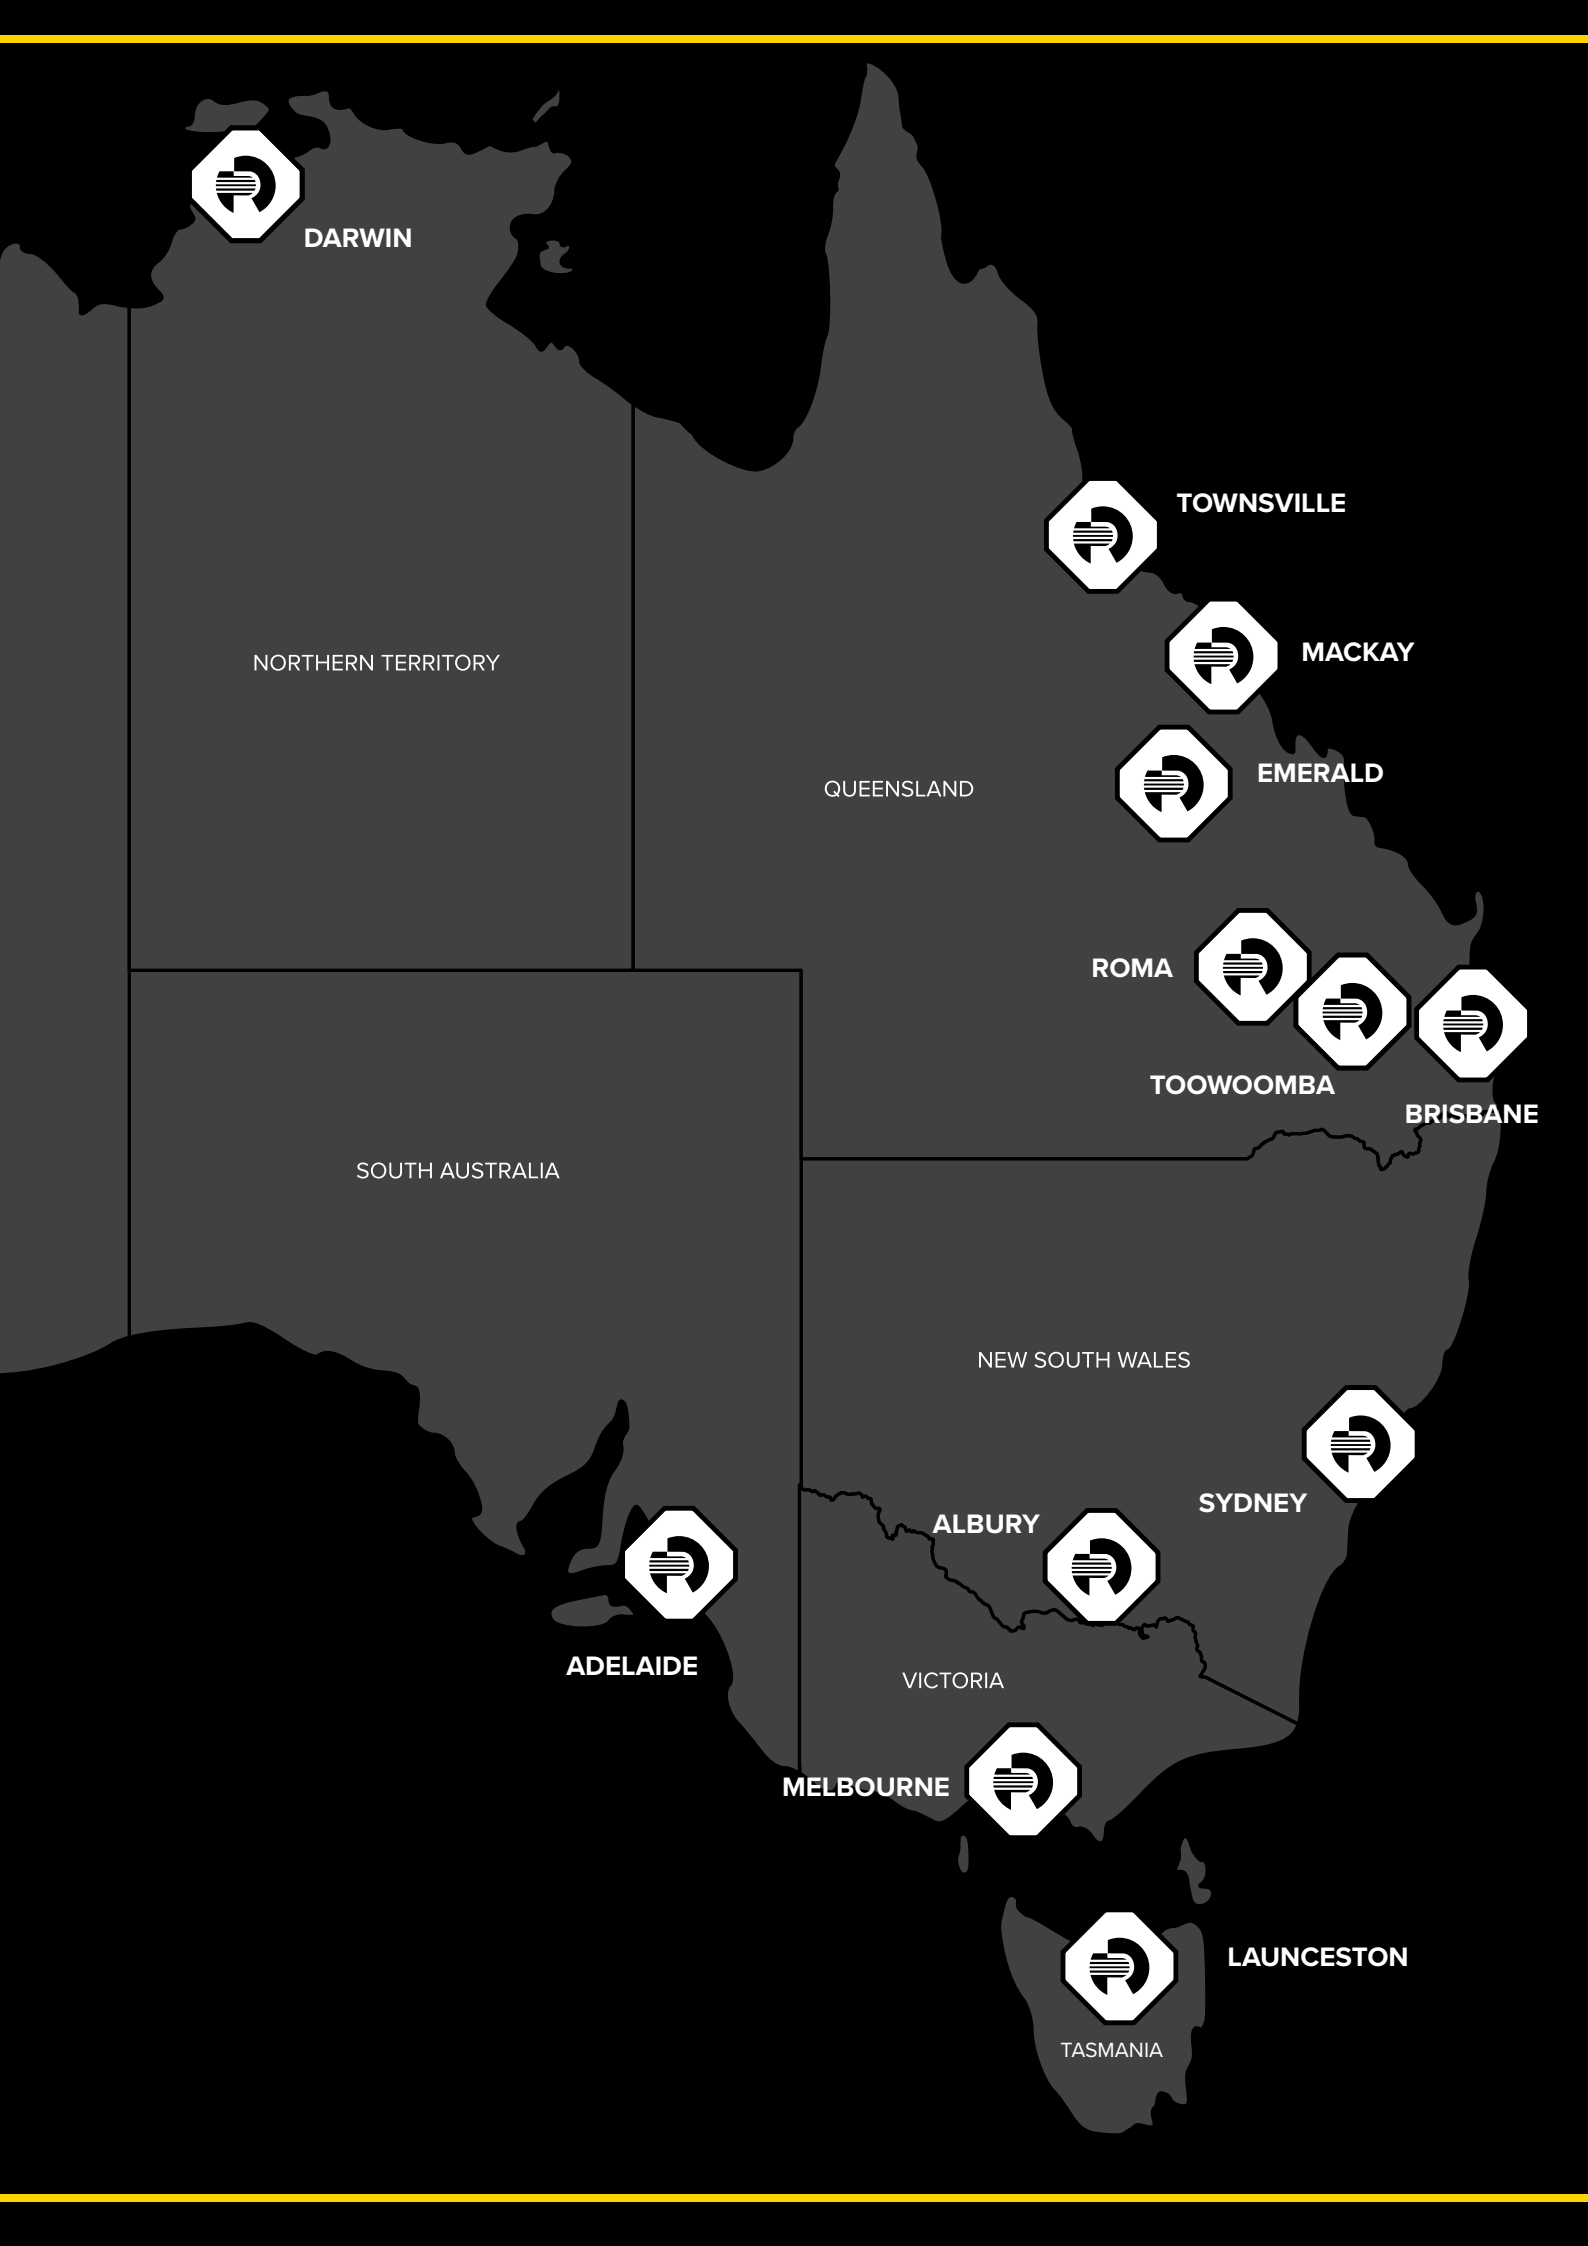 DARWIN
TOWNSVILLE
MACKAY
NORTHERN TERRITORY
EMERALD
QUEENSLAND
ROMA
TOOWOOMBA
BRISBANE
SOUTH AUSTRALIA
NEW SOUTH WALES
SYDNEY
ALBURY
ADELAIDE
VICTORIA
MELBOURNE
LAUNCESTON
TASMANIA